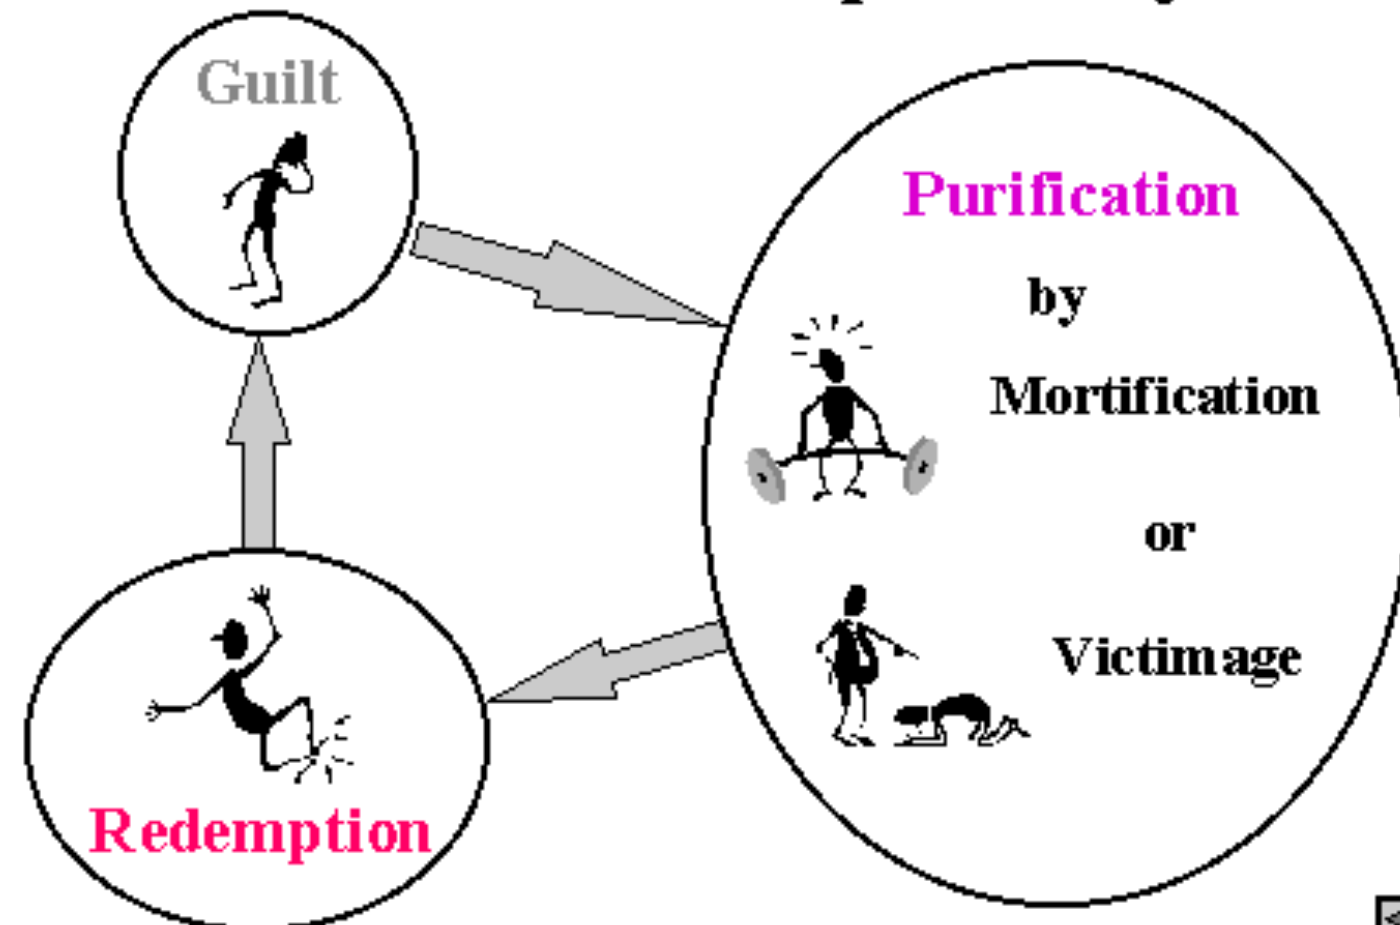 Guilt
Purification
by
Mortification
or
Victimage
Redemption